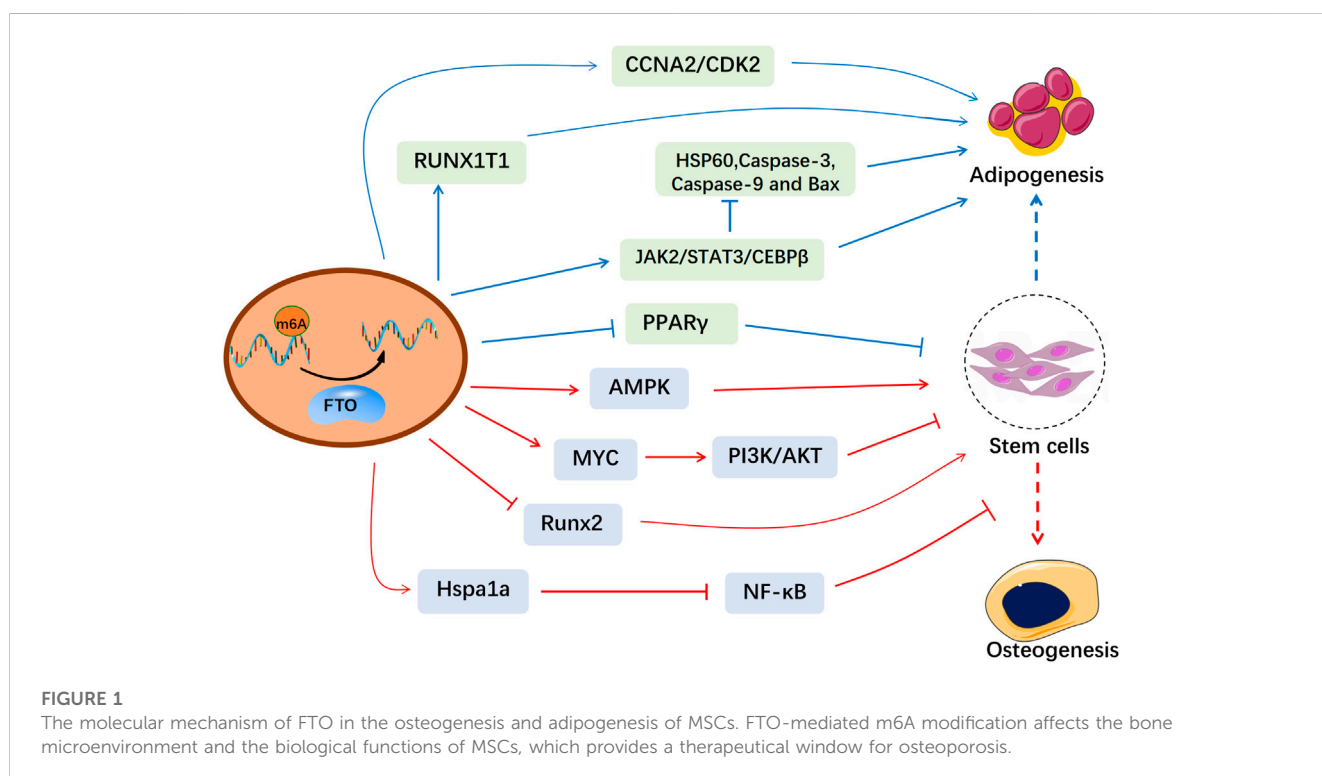 CCNA2/CDK2
RUNX1T1
HSP60,Caspase-3,
Caspase-9 and Bax
Adipogenesis
JAK2/STAT3/CEBPβ
m6A
PPARγ
FTO
AMPK
MYC
PI3K/AKT
Stem cells
Runx2
Hspa1a
NF-κB
Osteogenesis
FIGURE 1
The molecular mechanism of FTO in the osteogenesis and adipogenesis of MSCs. FTO-mediated m6A modification affects the bone
microenvironment and the biological functions of MSCs, which provides a therapeutical window for osteoporosis.